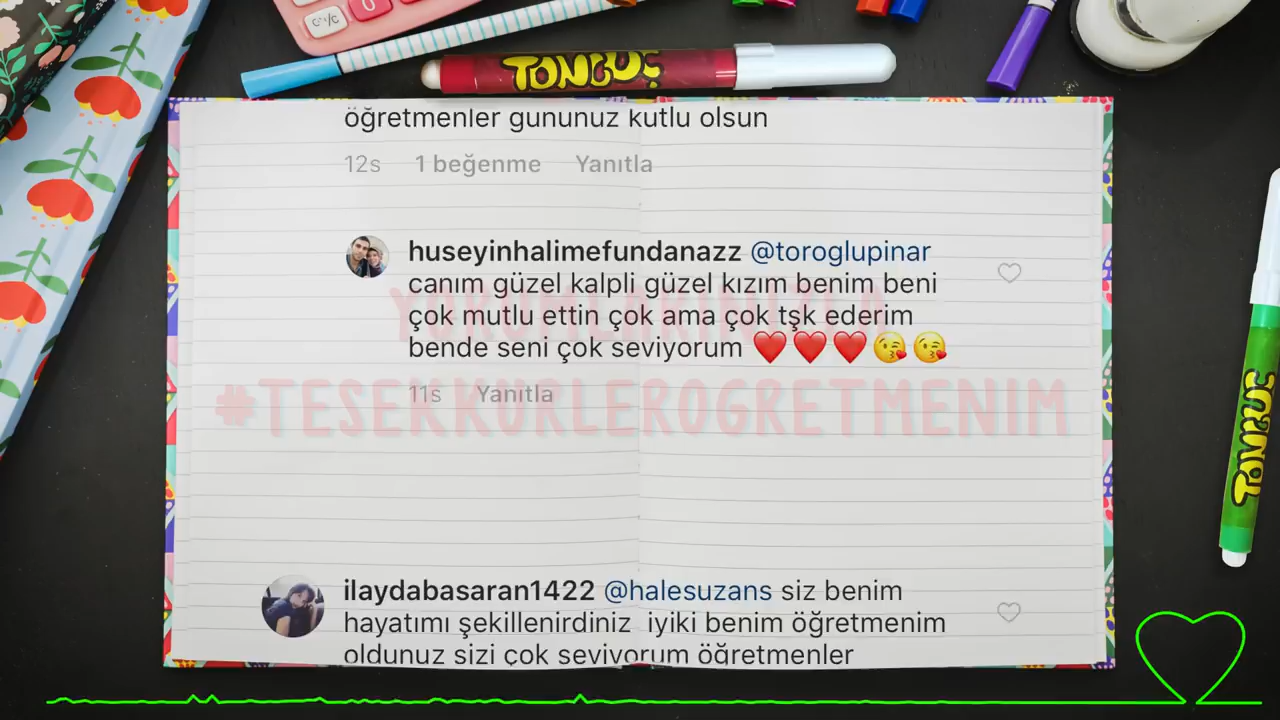 C/VC
TONGUÇ
öğretmenler gününüz kutlu olsun
12s 1 beğenme Yanıtla
huseyinhalimefundanazz @toroglupinar
canım güzel kalpli güzel kızım benim beni
çok mutlu ettin çok ama çok tşk ederim
bende seni çok seviyorum ❤️❤️❤️😘😘
11s Yanıtla
#TESEKKURLEROGRETMENIM
ilaydabasaran1422 @halesuzans siz benim
hayatımı şekillenirdiniz iyiki benim öğretmenim
oldunuz sizi çok seviyorum öğretmenler
TONGUÇ